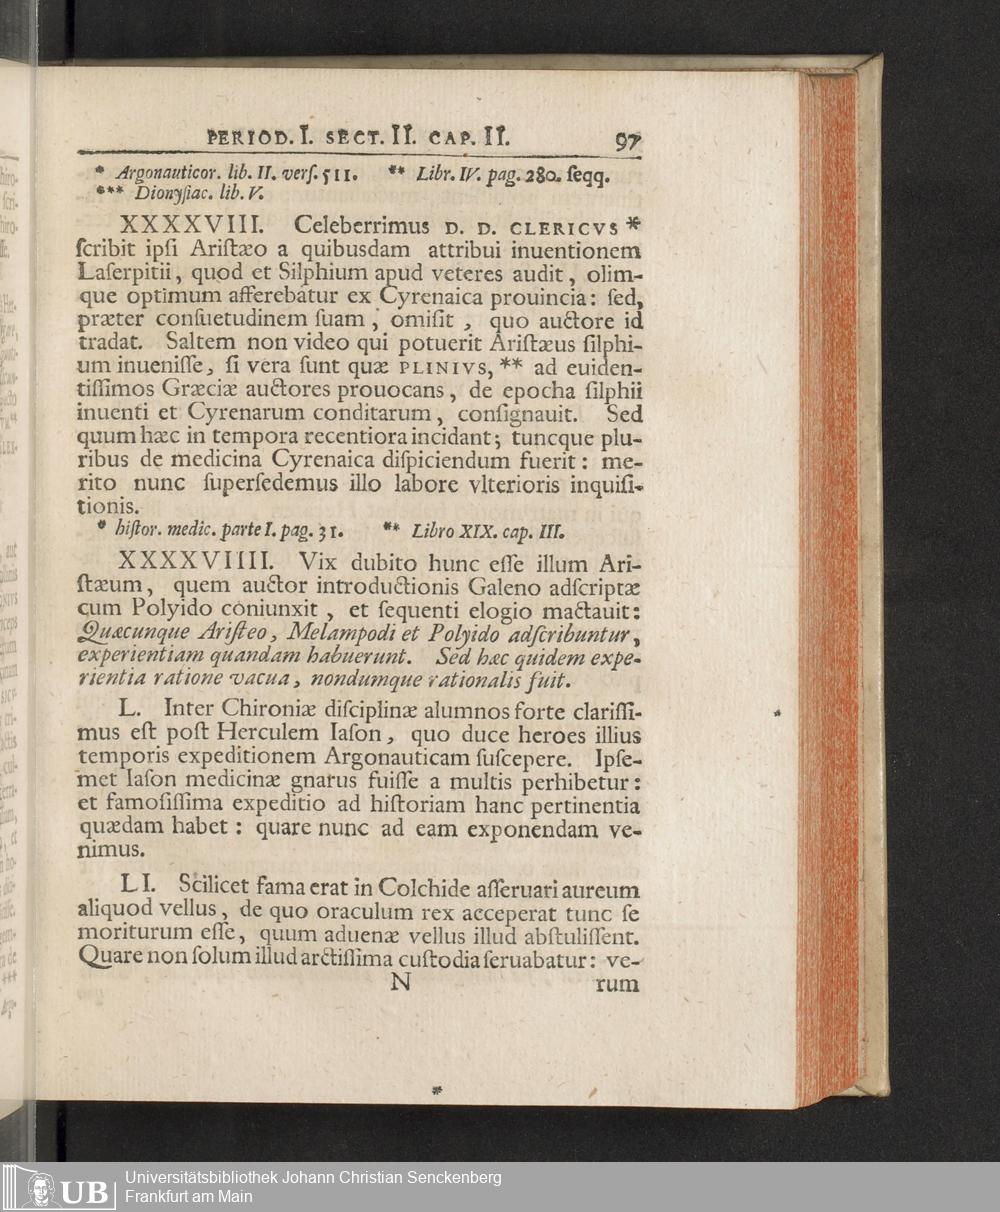 PERIOD. I. SECT. II. CAP. II. 97
* Argonauticor. lib. II. verſ. 511. ** Libr. IV. pag. 280. ſeqq.
*** Dionyſiac. lib. V.
XXXXVIII. Celeberrimus D. D. CLERICVS *
ſcribit ipſi Ariſtæo a quibusdam attribui inuentionem
Laſerpitii, quod et Silphium apud veteres audit, olim-
que optimum afferebatur ex Cyrenaica prouincia: ſed,
præter conſuetudinem ſuam, omiſit, quo auctore id
tradat. Saltem non video qui potuerit Ariſtæus ſilphi-
um inueniſſe, ſi vera ſunt quæ PLINIVS, ** ad euiden-
tiſſimos Græciæ auctores prouocans, de epocha ſilphii
inuenti et Cyrenarum conditarum, conſignauit. Sed
quum hæc in tempora recentiora incidant; tuncque plu-
ribus de medicina Cyrenaica diſpiciendum fuerit: me-
rito nunc ſuperſedemus illo labore vlterioris inquiſi-
tionis.
* hiſtor. medic. parte I. pag. 31. ** Libro XIX. cap. III.
XXXXVIIII. Vix dubito hunc eſſe illum Ari-
ſtæum, quem auctor introductionis Galeno adſcriptæ
cum Polyido coniunxit, et ſequenti elogio mactauit:
Quæcunque Ariſteo, Melampodi et Polyido adſcribuntur,
experientiam quandam habuerunt. Sed hæc quidem expe-
rientia ratione vacua, nondumque rationalis fuit.
L. Inter Chironiæ diſciplinæ alumnos forte clariſſi-
mus eſt poſt Herculem Iaſon, quo duce heroes illius
temporis expeditionem Argonauticam ſuſcepere. Ipſe-
met Iaſon medicinæ gnarus fuiſſe a multis perhibetur:
et famoſiſſima expeditio ad hiſtoriam hanc pertinentia
quædam habet: quare nunc ad eam exponendam ve-
nimus.
LI. Scilicet fama erat in Colchide aſſeruari aureum
aliquod vellus, de quo oraculum rex acceperat tunc ſe
moriturum eſſe, quum aduenæ vellus illud abſtuliſſent.
Quare non ſolum illud arctiſſima cuſtodia ſeruabatur: ve-
N rum
UB
Universitätsbibliothek Johann Christian Senckenberg
Frankfurt am Main